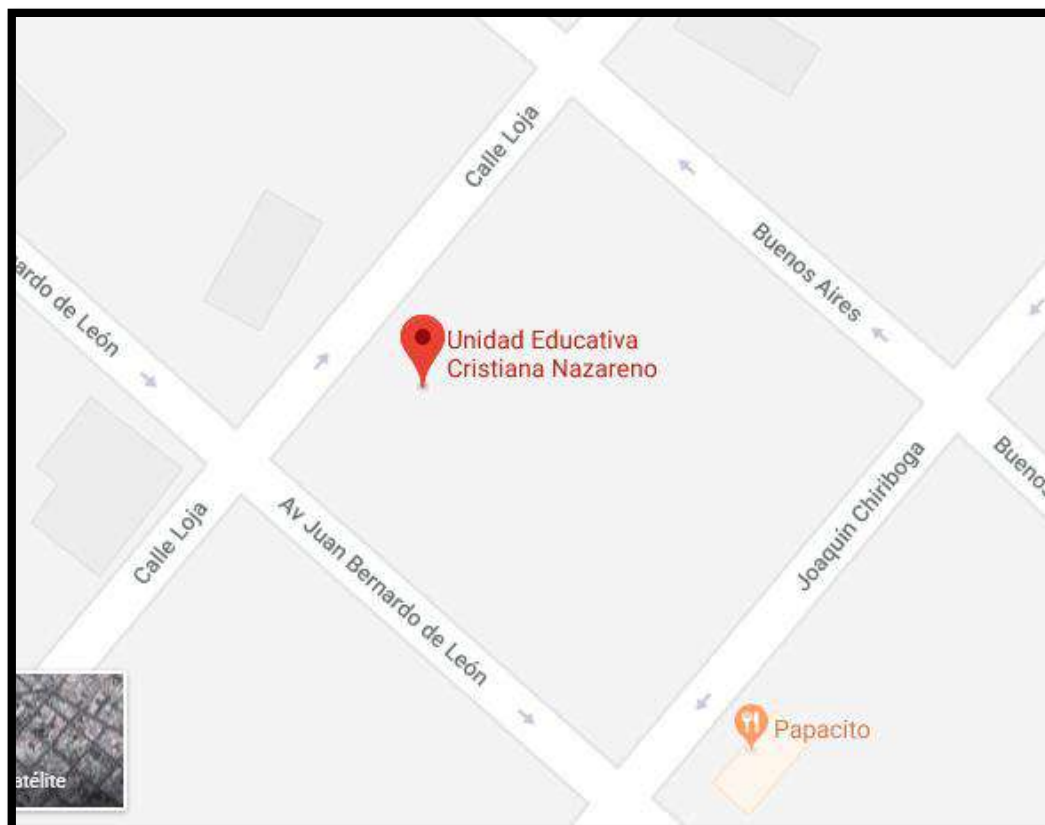 Calle Loja
Buenos Aires
ardo de León
Unidad Educativa
Cristiana Nazareno
Buenos
Joaquín Chiriboga
Calle Loja
Av Juan Bernardo de León
Papacito
atélite